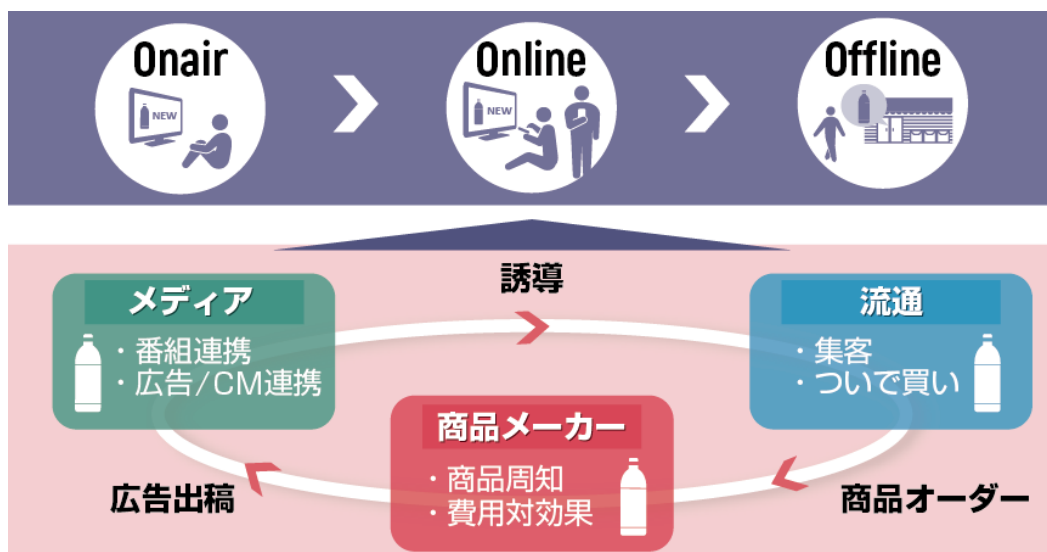 Onair
Online
Offline
NEW
NEW
誘導
メディア
・番組連携
・広告/CM連携
流通
・集客
・ついで買い
商品メーカー
・商品周知
・費用対効果
広告出稿
商品オーダー